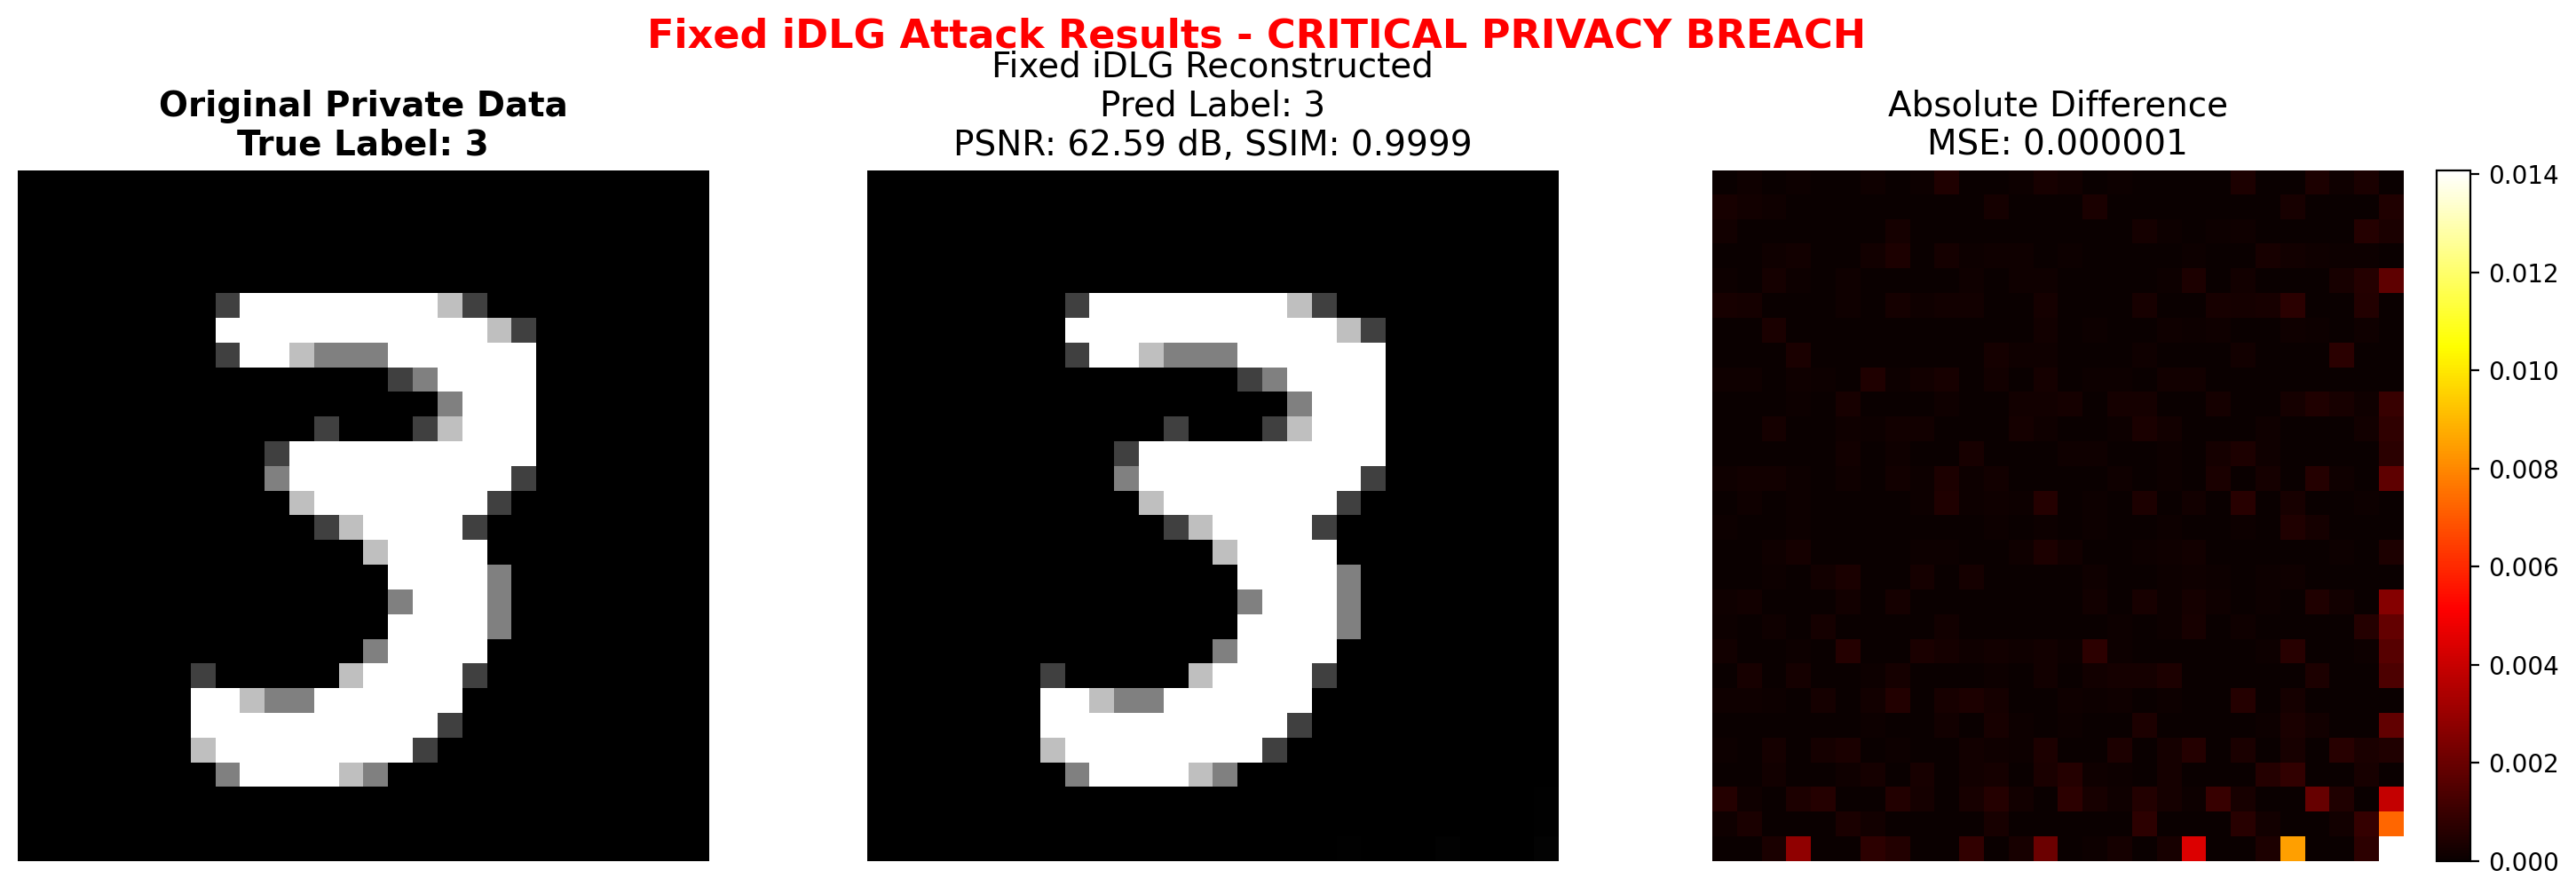 Fixed iDLG Attack Results - CRITICAL PRIVACY BREACH
Original Private Data
True Label: 3
Fixed iDLG Reconstructed
Pred Label: 3
PSNR: 62.59 dB, SSIM: 0.9999
Absolute Difference
MSE: 0.000001
3
3
0.014
0.012
0.010
0.008
0.006
0.004
0.002
0.000